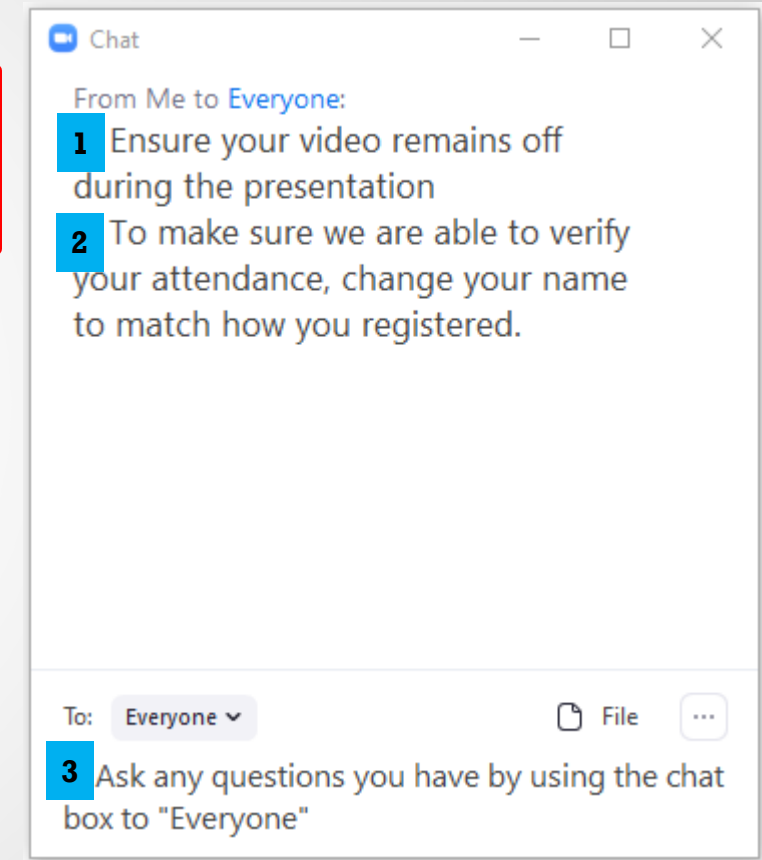 Chat
From Me to Everyone:
1 Ensure your video remains off
during the presentation
2 To make sure we are able to verify
your attendance, change your name
to match how you registered.
To: Everyone File ...
3 Ask any questions you have by using the chat
box to "Everyone"